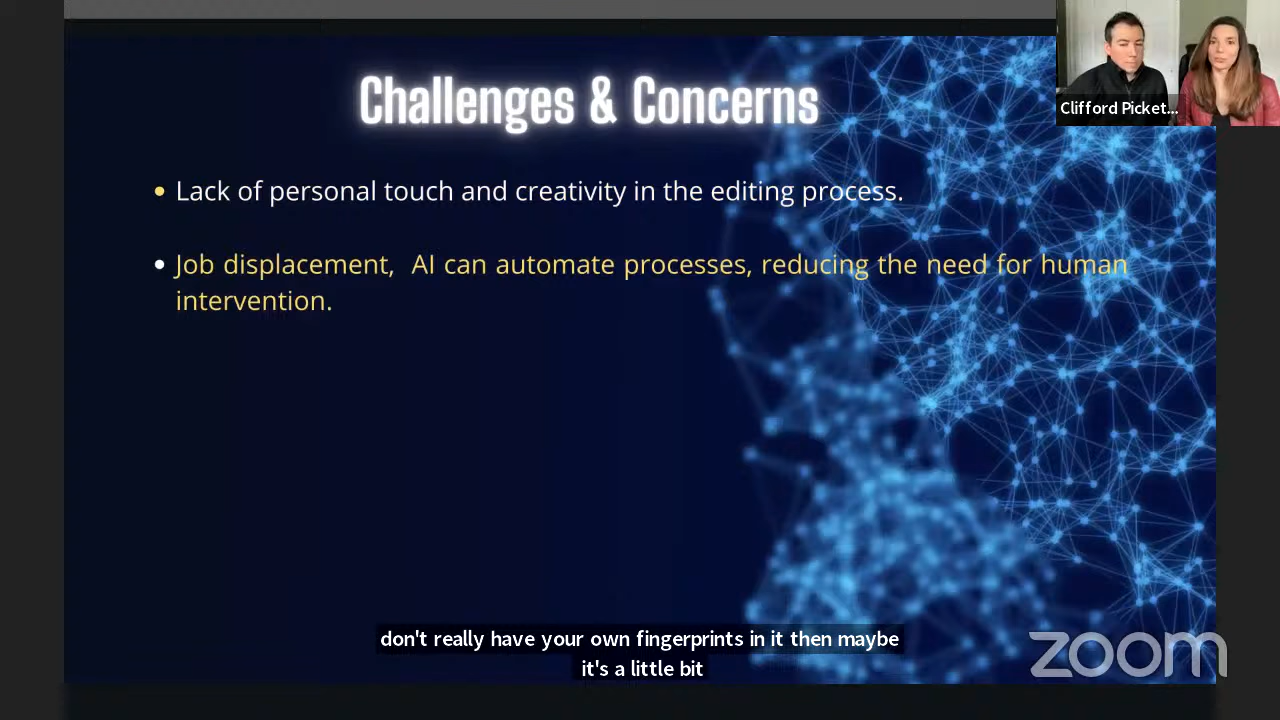 Challenges & Concerns
Clifford Picket...
• Lack of personal touch and creativity in the editing process.
• Job displacement,  AI can automate processes, reducing the need for human
intervention.
don't really have your own fingerprints in it then maybe
it's a little bit
zoom